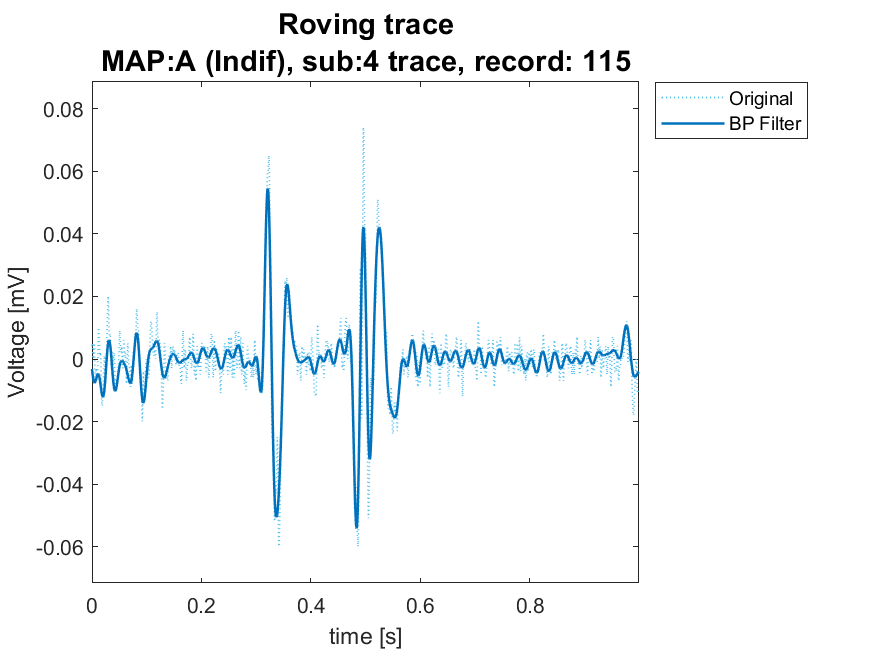 Roving trace
MAP:A (Indif), sub:4 trace, record: 115
Original
BP Filter
0.08
0.06
0.04
0.02
0
-0.02
-0.04
-0.06
Voltage [mV]
0 0.2 0.4 0.6 0.8
time [s]